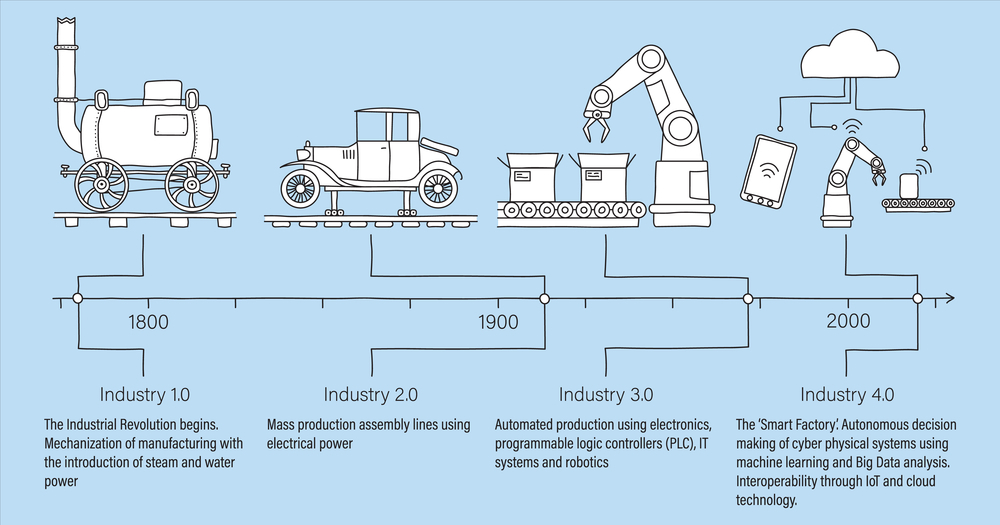 1800
1900
2000
Industry 1.0
The Industrial Revolution begins.
Mechanization of manufacturing with
the introduction of steam and water
power
Industry 2.0
Mass production assembly lines using
electrical power
Industry 3.0
Automated production using electronics,
programmable logic controllers (PLC), IT
systems and robotics
Industry 4.0
The ‘Smart Factory’. Autonomous decision
making of cyber physical systems using
machine learning and Big Data analysis.
Interoperability through IoT and cloud
technology.